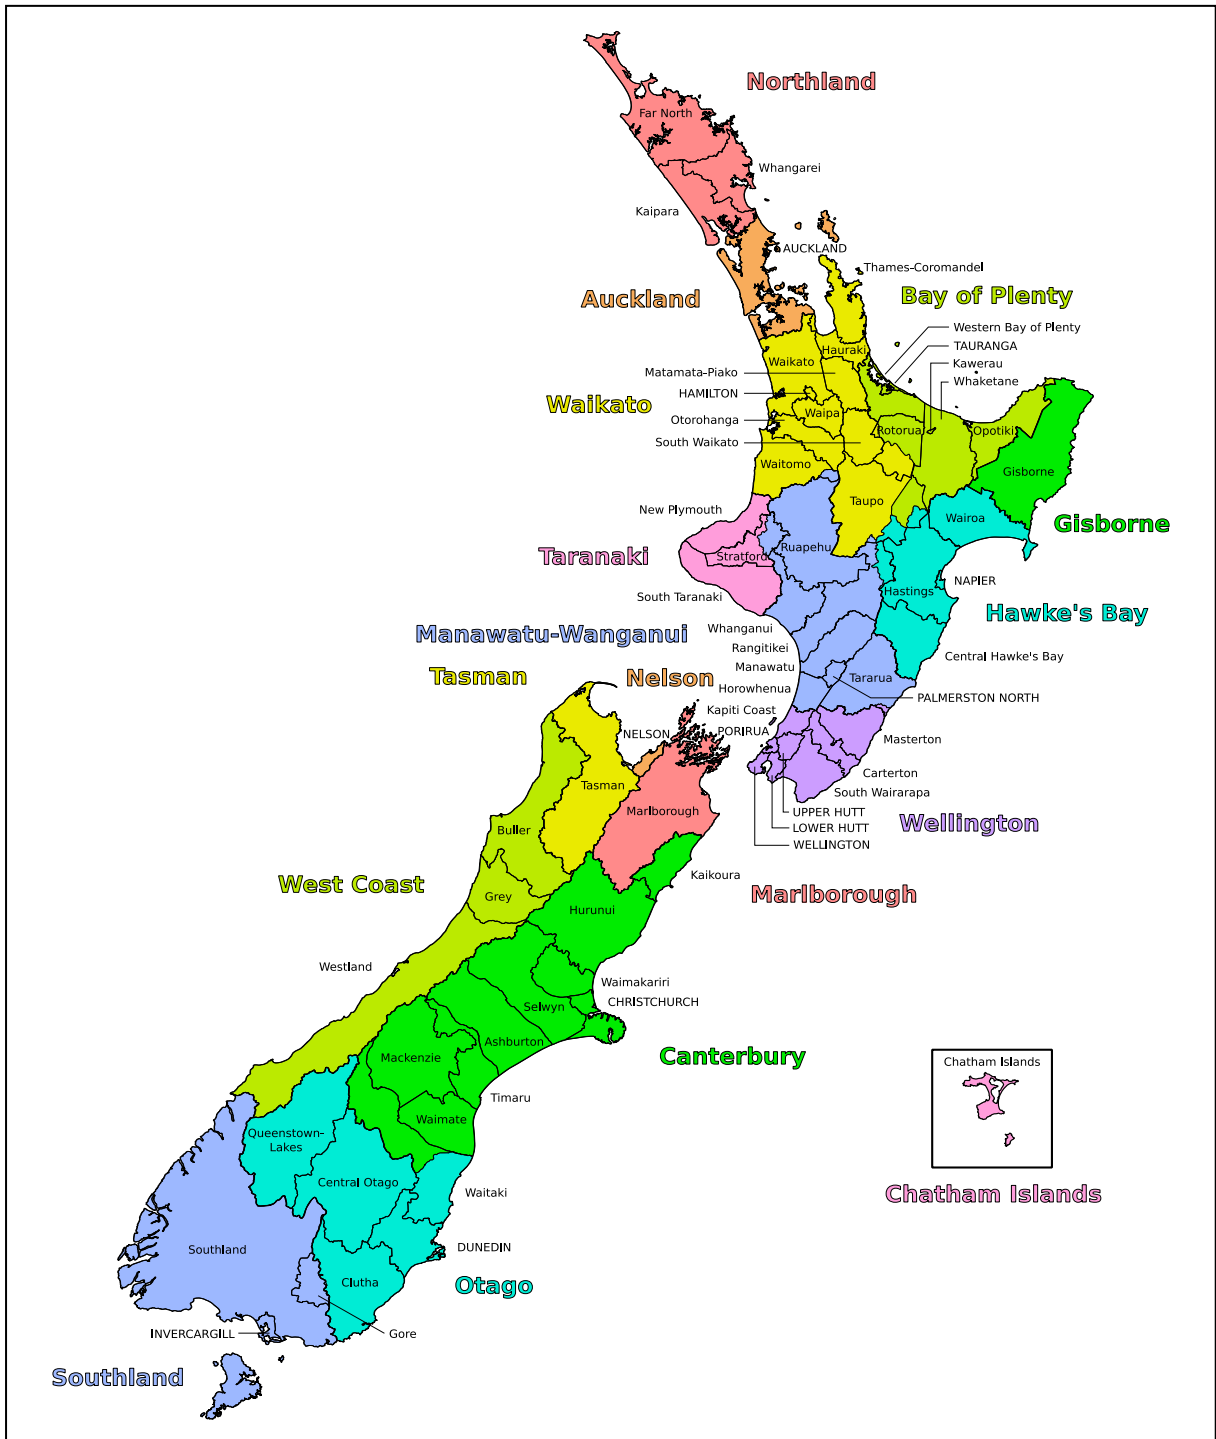 Northland
Far North
Whangarei
Kaipara
AUCKLAND
Thames-Coromandel
Auckland
Bay of Plenty
Western Bay of Plenty
TAURANGA
Kawerau
Whaketane
Hauraki
Waikato
Matamata-Piako
HAMILTON
Waikato
Waipa
Otorohanga
South Waikato
Rotorua
Opotiki
Waitomo
Gisborne
Taupo
New Plymouth
Wairoa
Gisborne
Taranaki
Stratford
Ruapehu
NAPIER
South Taranaki
Hastings
Hawke's Bay
Manawatu-Wanganui
Whanganui
Rangitikei
Central Hawke's Bay
Manawatu
Tararua
Tasman
Nelson
Horowhenua
PALMERSTON NORTH
Kapiti Coast
NELSON
PORIRUA
Masterton
Carterton
Tasman
South Wairarapa
Marlborough
UPPER HUTT
Wellington
LOWER HUTT
Buller
WELLINGTON
Kaikoura
West Coast
Marlborough
Grey
Hurunui
Westland
Waimakariri
CHRISTCHURCH
Selwyn
Ashburton
Canterbury
Mackenzie
Chatham Islands
Timaru
Waimate
Queenstown-
Lakes
Central Otago
Waitaki
Chatham Islands
Southland
DUNEDIN
Clutha
Otago
INVERCARGILL
Gore
Southland